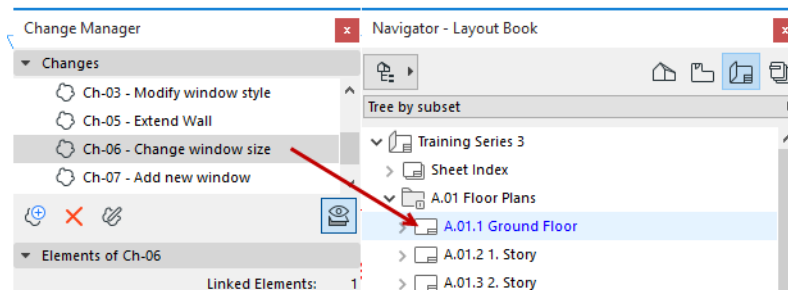 Change Manager
x
Changes
Ch-03 - Modify window style
Ch-05 - Extend Wall
Ch-06 - Change window size
Ch-07 - Add new window
Elements of Ch-06
Linked Elements: 1
Navigator - Layout Book
x
Tree by subset
Training Series 3
Sheet Index
A.01 Floor Plans
A.01.1 Ground Floor
A.01.2 1. Story
A.01.3 2. Story